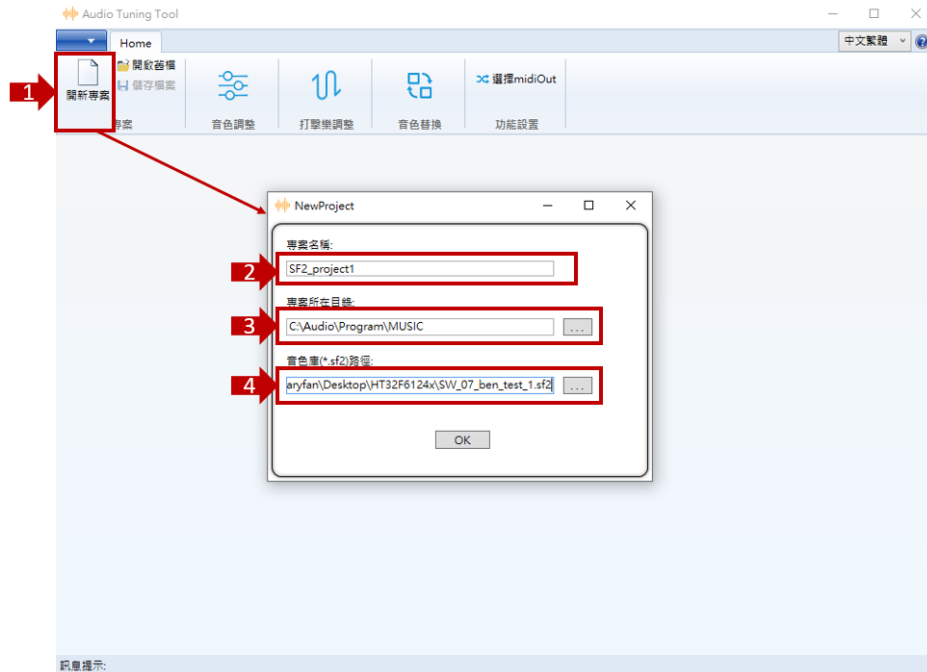 Audio Tuning Tool
Home
中文繁體
1
開新專案
開啟舊檔
儲存檔案
選擇midiOut
專案
音色調整
打擊樂調整
音色替換
功能設置
NewProject
專案名稱:
2
SF2_project1
專案所在目錄:
3
C:\Audio\Program\MUSIC
...
音色庫(*.sf2)路徑:
4
aryfan\Desktop\HT32F6124x\SW_07_ben_test_1.sf2
...
OK
訊息提示: